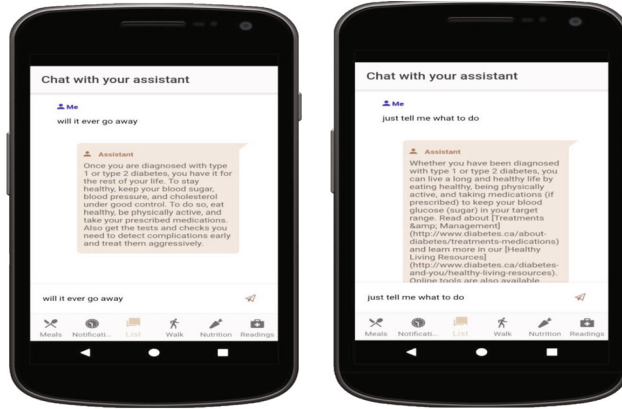 Chat with your assistant
Me
will it ever go away
Assistant
Once you are diagnosed with type
1 or type 2 diabetes, you have it for
the rest of your life. To stay
healthy, keep your blood sugar,
blood pressure, and cholesterol
under good control. To do so, eat
healthy, be physically active, and
take your prescribed medications.
Also get the tests and checks you
need to detect complications early
and treat them aggressively.
will it ever go away
Meals Notificati... List Walk Nutrition Readings
Chat with your assistant
Me
just tell me what to do
Assistant
Whether you have been diagnosed
with type 1 or type 2 diabetes, you
can live a long and healthy life by
eating healthy, being physically
active, and taking medications (if
prescribed) to keep your blood
glucose (sugar) in your target
range. Read about [Treatments
&amp; Management]
(http://www.diabetes.ca/about-
diabetes/treatments-medications)
and learn more in our [Healthy
Living Resources]
(http://www.diabetes.ca/diabetes-
and-you/healthy-living-resources).
Online tools are also available
just tell me what to do
Meals Notificati... List Walk Nutrition Readings